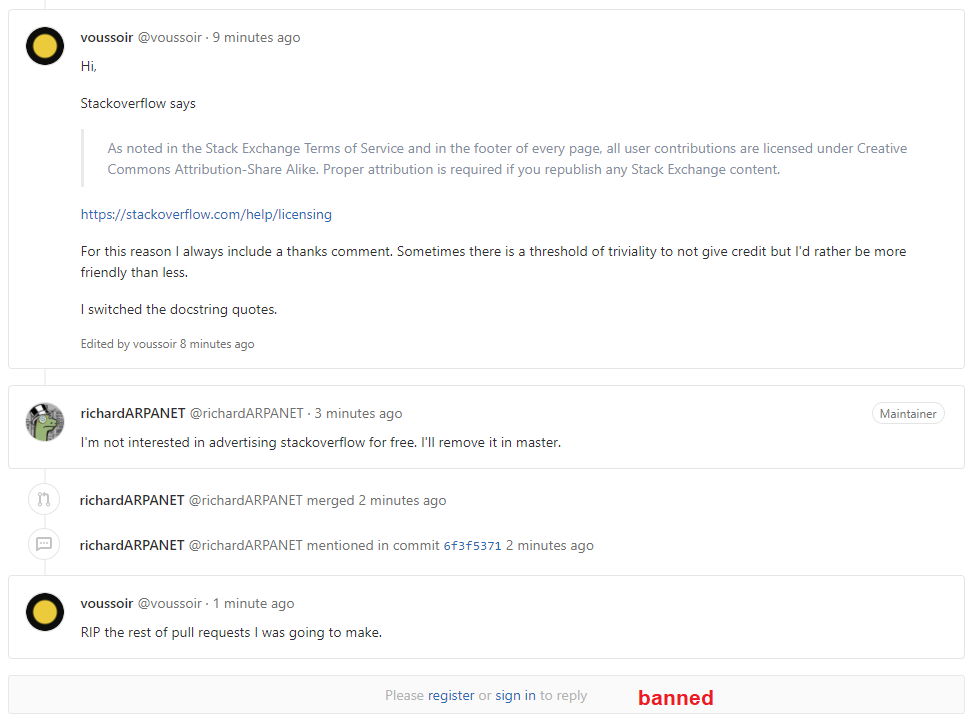 voussoir @voussoir · 9 minutes ago
Hi,
Stackoverflow says
As noted in the Stack Exchange Terms of Service and in the footer of every page, all user contributions are licensed under Creative
Commons Attribution-Share Alike. Proper attribution is required if you republish any Stack Exchange content.
https://stackoverflow.com/help/licensing
For this reason I always include a thanks comment. Sometimes there is a threshold of triviality to not give credit but I'd rather be more
friendly than less.
I switched the docstring quotes.
Edited by voussoir 8 minutes ago
richardARPANET @richardARPANET · 3 minutes ago Maintainer
I'm not interested in advertising stackoverflow for free. I'll remove it in master.
richardARPANET @richardARPANET merged 2 minutes ago
richardARPANET @richardARPANET mentioned in commit 6f3f5371 2 minutes ago
voussoir @voussoir · 1 minute ago
RIP the rest of pull requests I was going to make.
Please register or sign in to reply banned